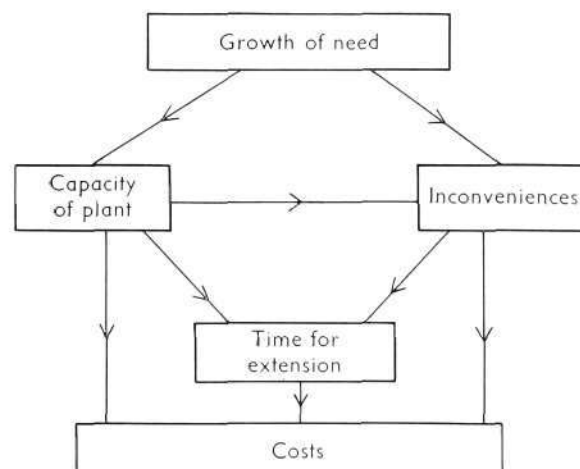 Growth of need
Capacity
of plant
Inconveniences
Time for
extension
Costs